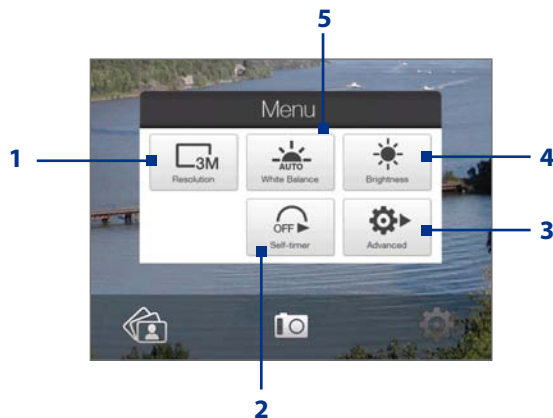 5
Menu
1
3M
Resolution
AUTO
White Balance
Brightness
4
OFF
Self-timer
Advanced
3
2